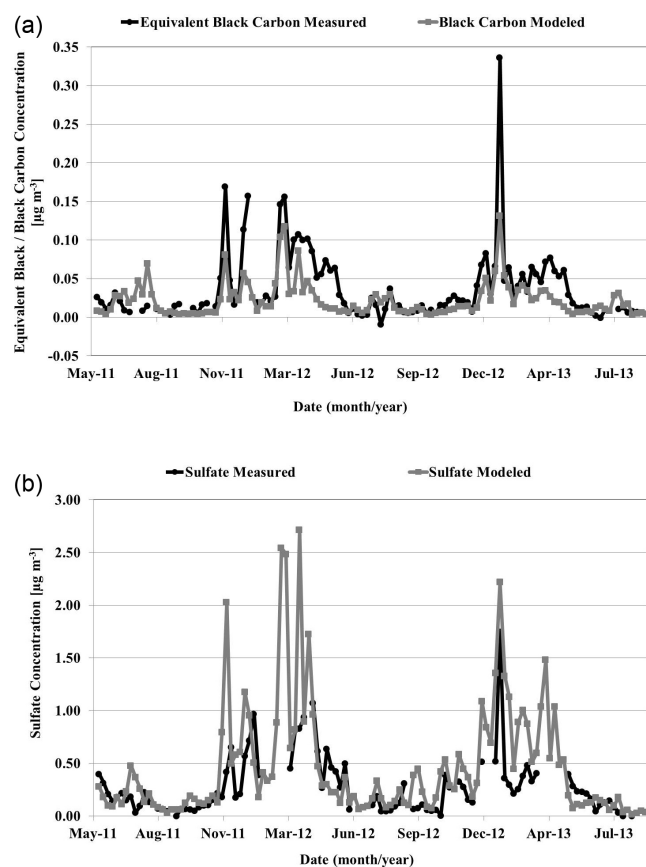 (a)
Equivalent Black Carbon Measured Black Carbon Modeled
Equivalent Black / Black Carbon Concentration
[µg m-3]
0.35
0.30
0.25
0.20
0.15
0.10
0.05
0.00
-0.05
May-11 Aug-11 Nov-11 Mar-12 Jun-12 Sep-12 Dec-12 Apr-13 Jul-13
Date (month/year)
(b)
Sulfate Measured Sulfate Modeled
Sulfate Concentration [µg m-3]
3.00
2.50
2.00
1.50
1.00
0.50
0.00
May-11 Aug-11 Nov-11 Mar-12 Jun-12 Sep-12 Dec-12 Apr-13 Jul-13
Date (month/year)